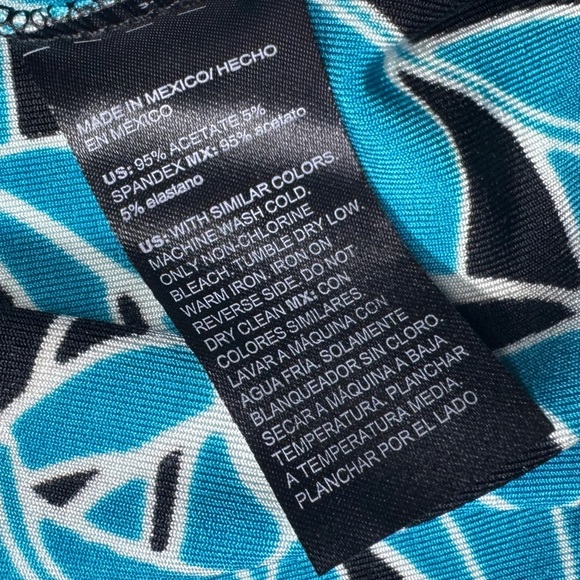 MADE IN MEXICO/ HECHO
EN MEXICO
US: 95% ACETATE 5%
SPANDEX MX: 95% acelato
5% elastano
US: WITH SIMILAR COLORS.
MACHINE WASH COLD.
ONLY NON-CHLORINE
BLEACH. TUMBLE DRY LOW.
WARM IRON, IRON ON
REVERSE SIDE. DO NOT
DRY CLEAN MX: CON
COLORES SIMILARES.
LAVAR A MÁQUINA CON
AGUA FRÍA. SOLAMENTE
BLANQUEADOR SIN CLORO.
SECAR A MÁQUINA A BAJA
TEMPERATURA. PLANCHAR
A TEMPERATURA MEDIA.
PLANCHAR POR EL LADO